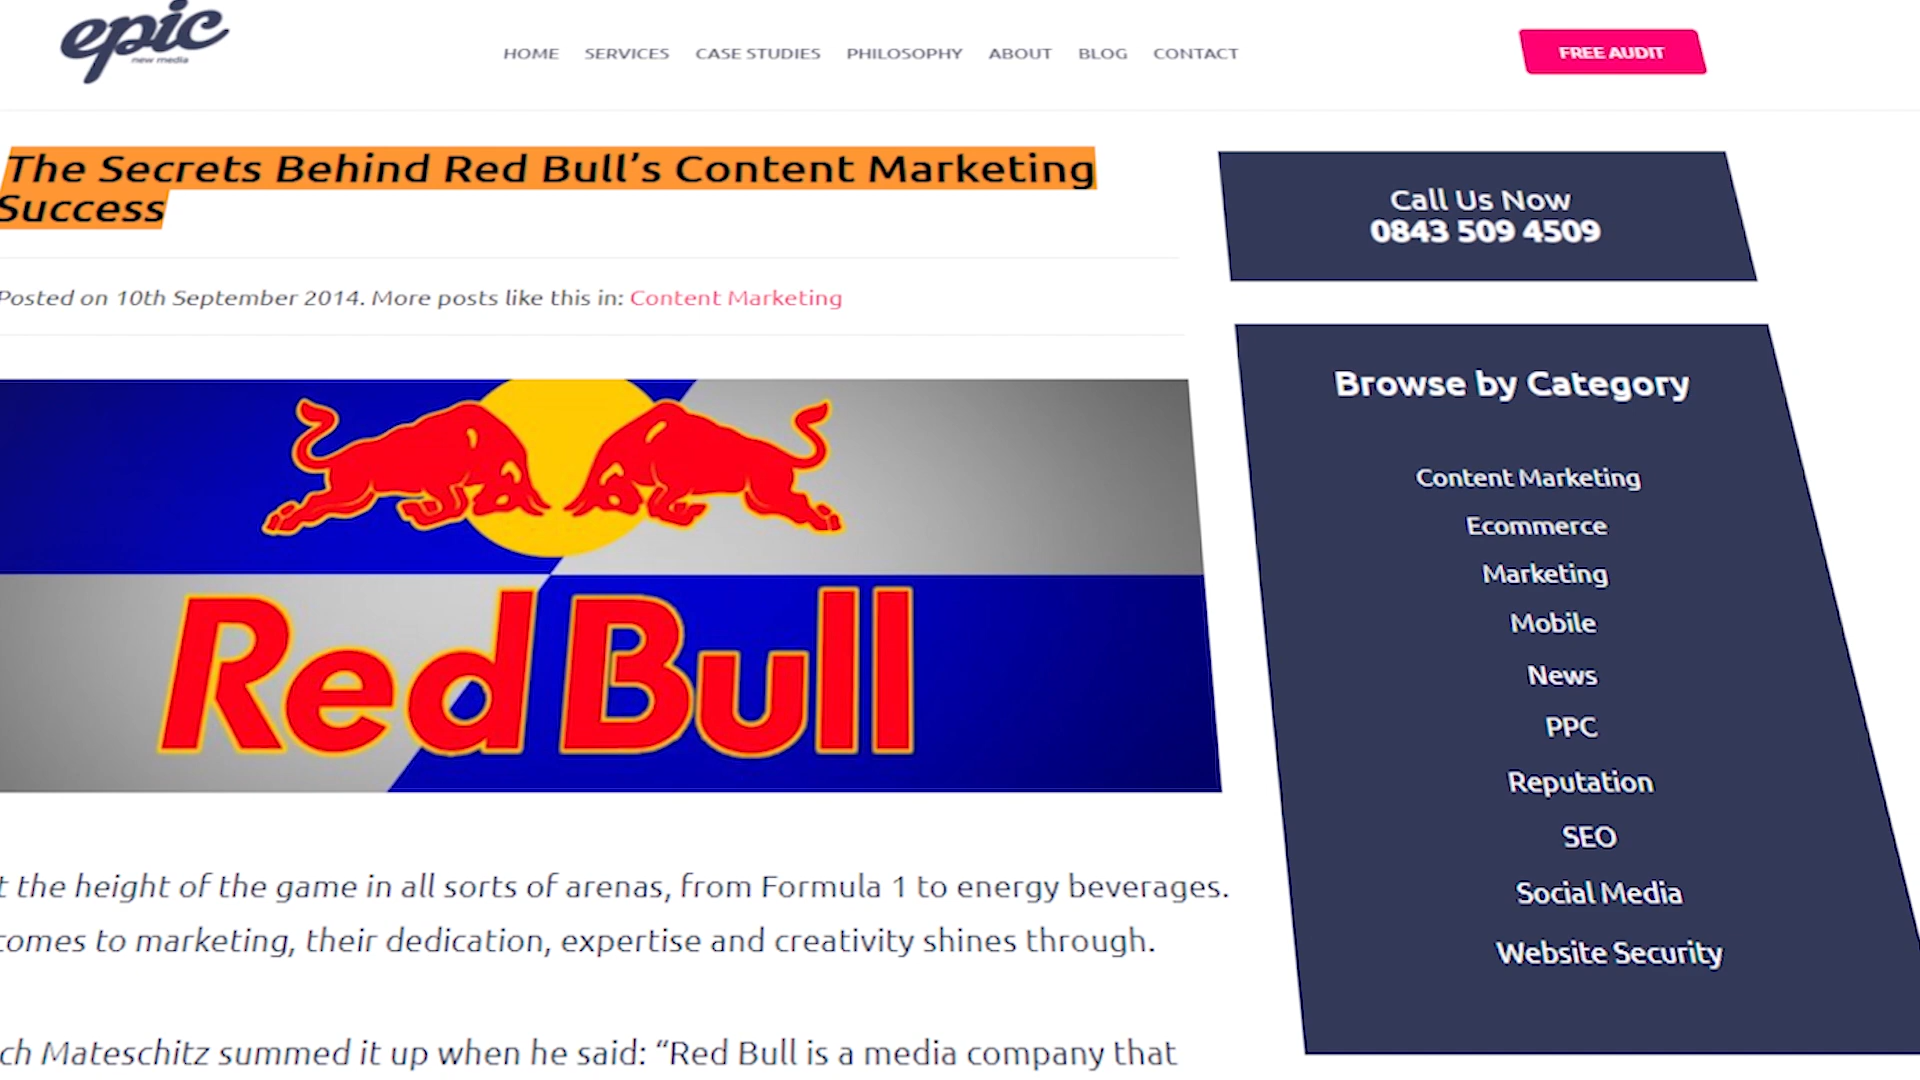 epic
new media
HOME SERVICES CASE STUDIES PHILOSOPHY ABOUT BLOG CONTACT
FREE AUDIT
The Secrets Behind Red Bull’s Content Marketing
Success
Posted on 10th September 2014. More posts like this in: Content Marketing
Red Bull
the height of the game in all sorts of arenas, from Formula 1 to energy beverages.
comes to marketing, their dedication, expertise and creativity shines through.
Mateschitz summed it up when he said: “Red Bull is a media company that
Call Us Now
0843 509 4509
Browse by Category
Content Marketing
Ecommerce
Marketing
Mobile
News
PPC
Reputation
SEO
Social Media
Website Security